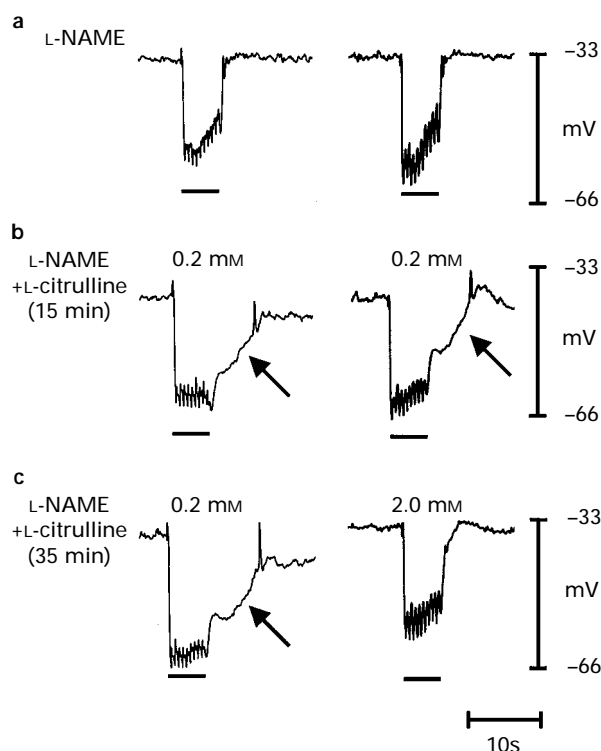 a
L-NAME
–33
mV
–66
b
L-NAME
+L-citrulline
(15 min)
0.2 mM
0.2 mM
–33
mV
–66
c
L-NAME
+L-citrulline
(35 min)
0.2 mM
2.0 mM
–33
mV
–66
10s